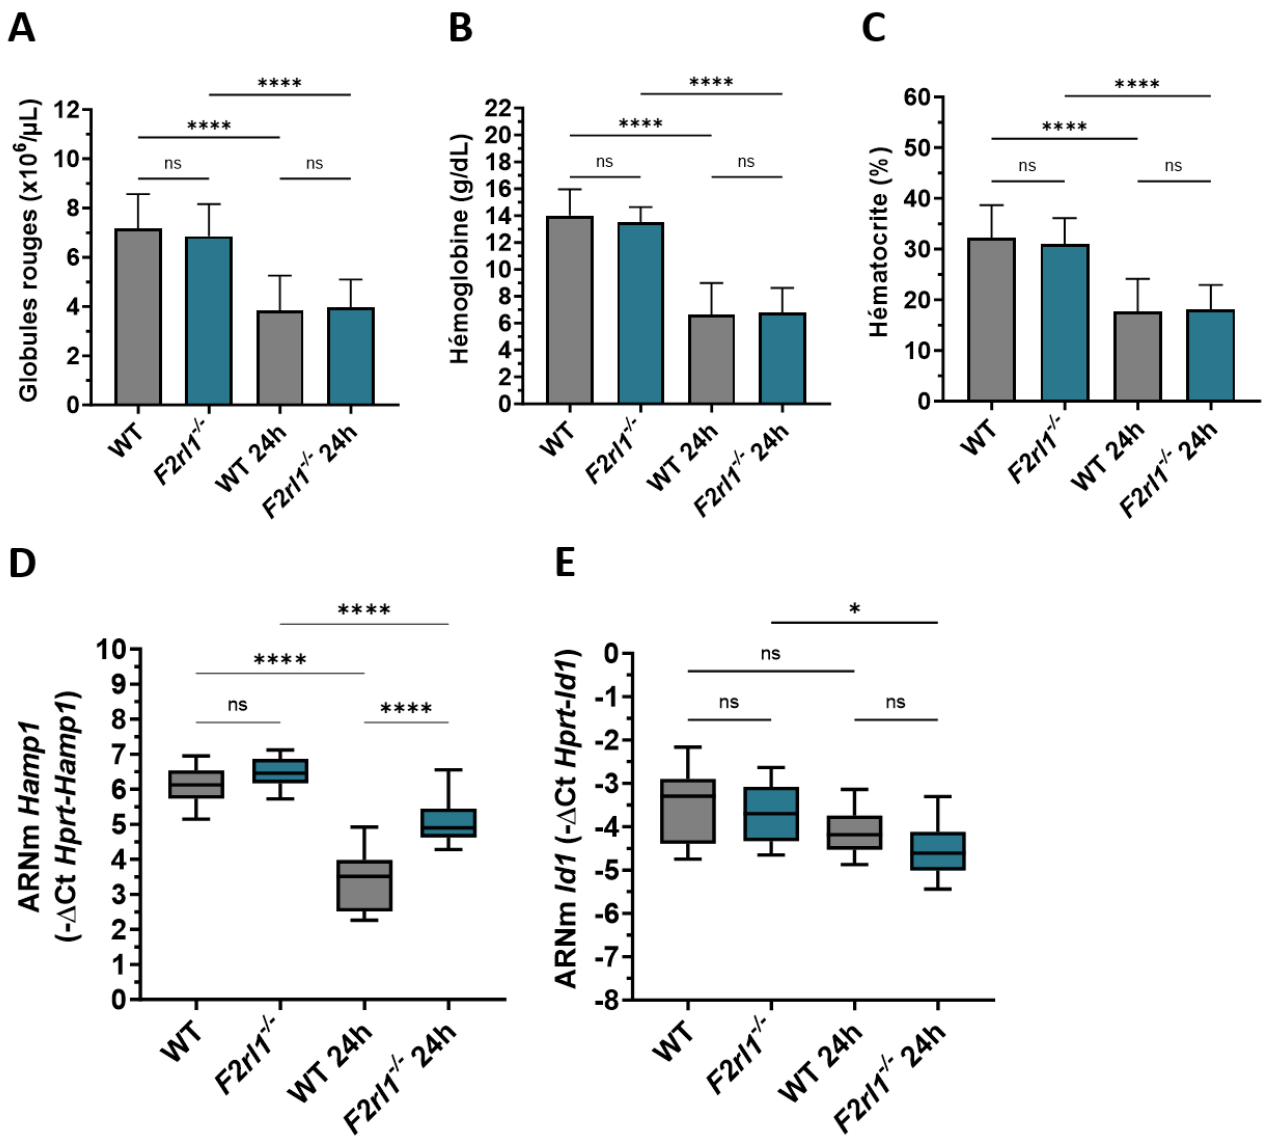 A
Globules rouges (x10⁶/µL)
12
10
8
6
4
2
0
****
****
ns
ns
WT
F2rl1⁻/⁻
WT 24h
F2rl1⁻/⁻ 24h
B
Hémoglobine (g/dL)
22
20
18
16
14
12
10
8
6
4
2
0
****
****
ns
ns
WT
F2rl1⁻/⁻
WT 24h
F2rl1⁻/⁻ 24h
C
Hématocrite (%)
60
50
40
30
20
10
0
****
****
ns
ns
WT
F2rl1⁻/⁻
WT 24h
F2rl1⁻/⁻ 24h
D
ARNm Hamp1
(-ΔCt Hprt-Hamp1)
10
9
8
7
6
5
4
3
2
1
0
****
****
ns
****
WT
F2rl1⁻/⁻
WT 24h
F2rl1⁻/⁻ 24h
E
ARNm Id1 (-ΔCt Hprt-Id1)
0
-1
-2
-3
-4
-5
-6
-7
-8
*
ns
ns
ns
WT
F2rl1⁻/⁻
WT 24h
F2rl1⁻/⁻ 24h